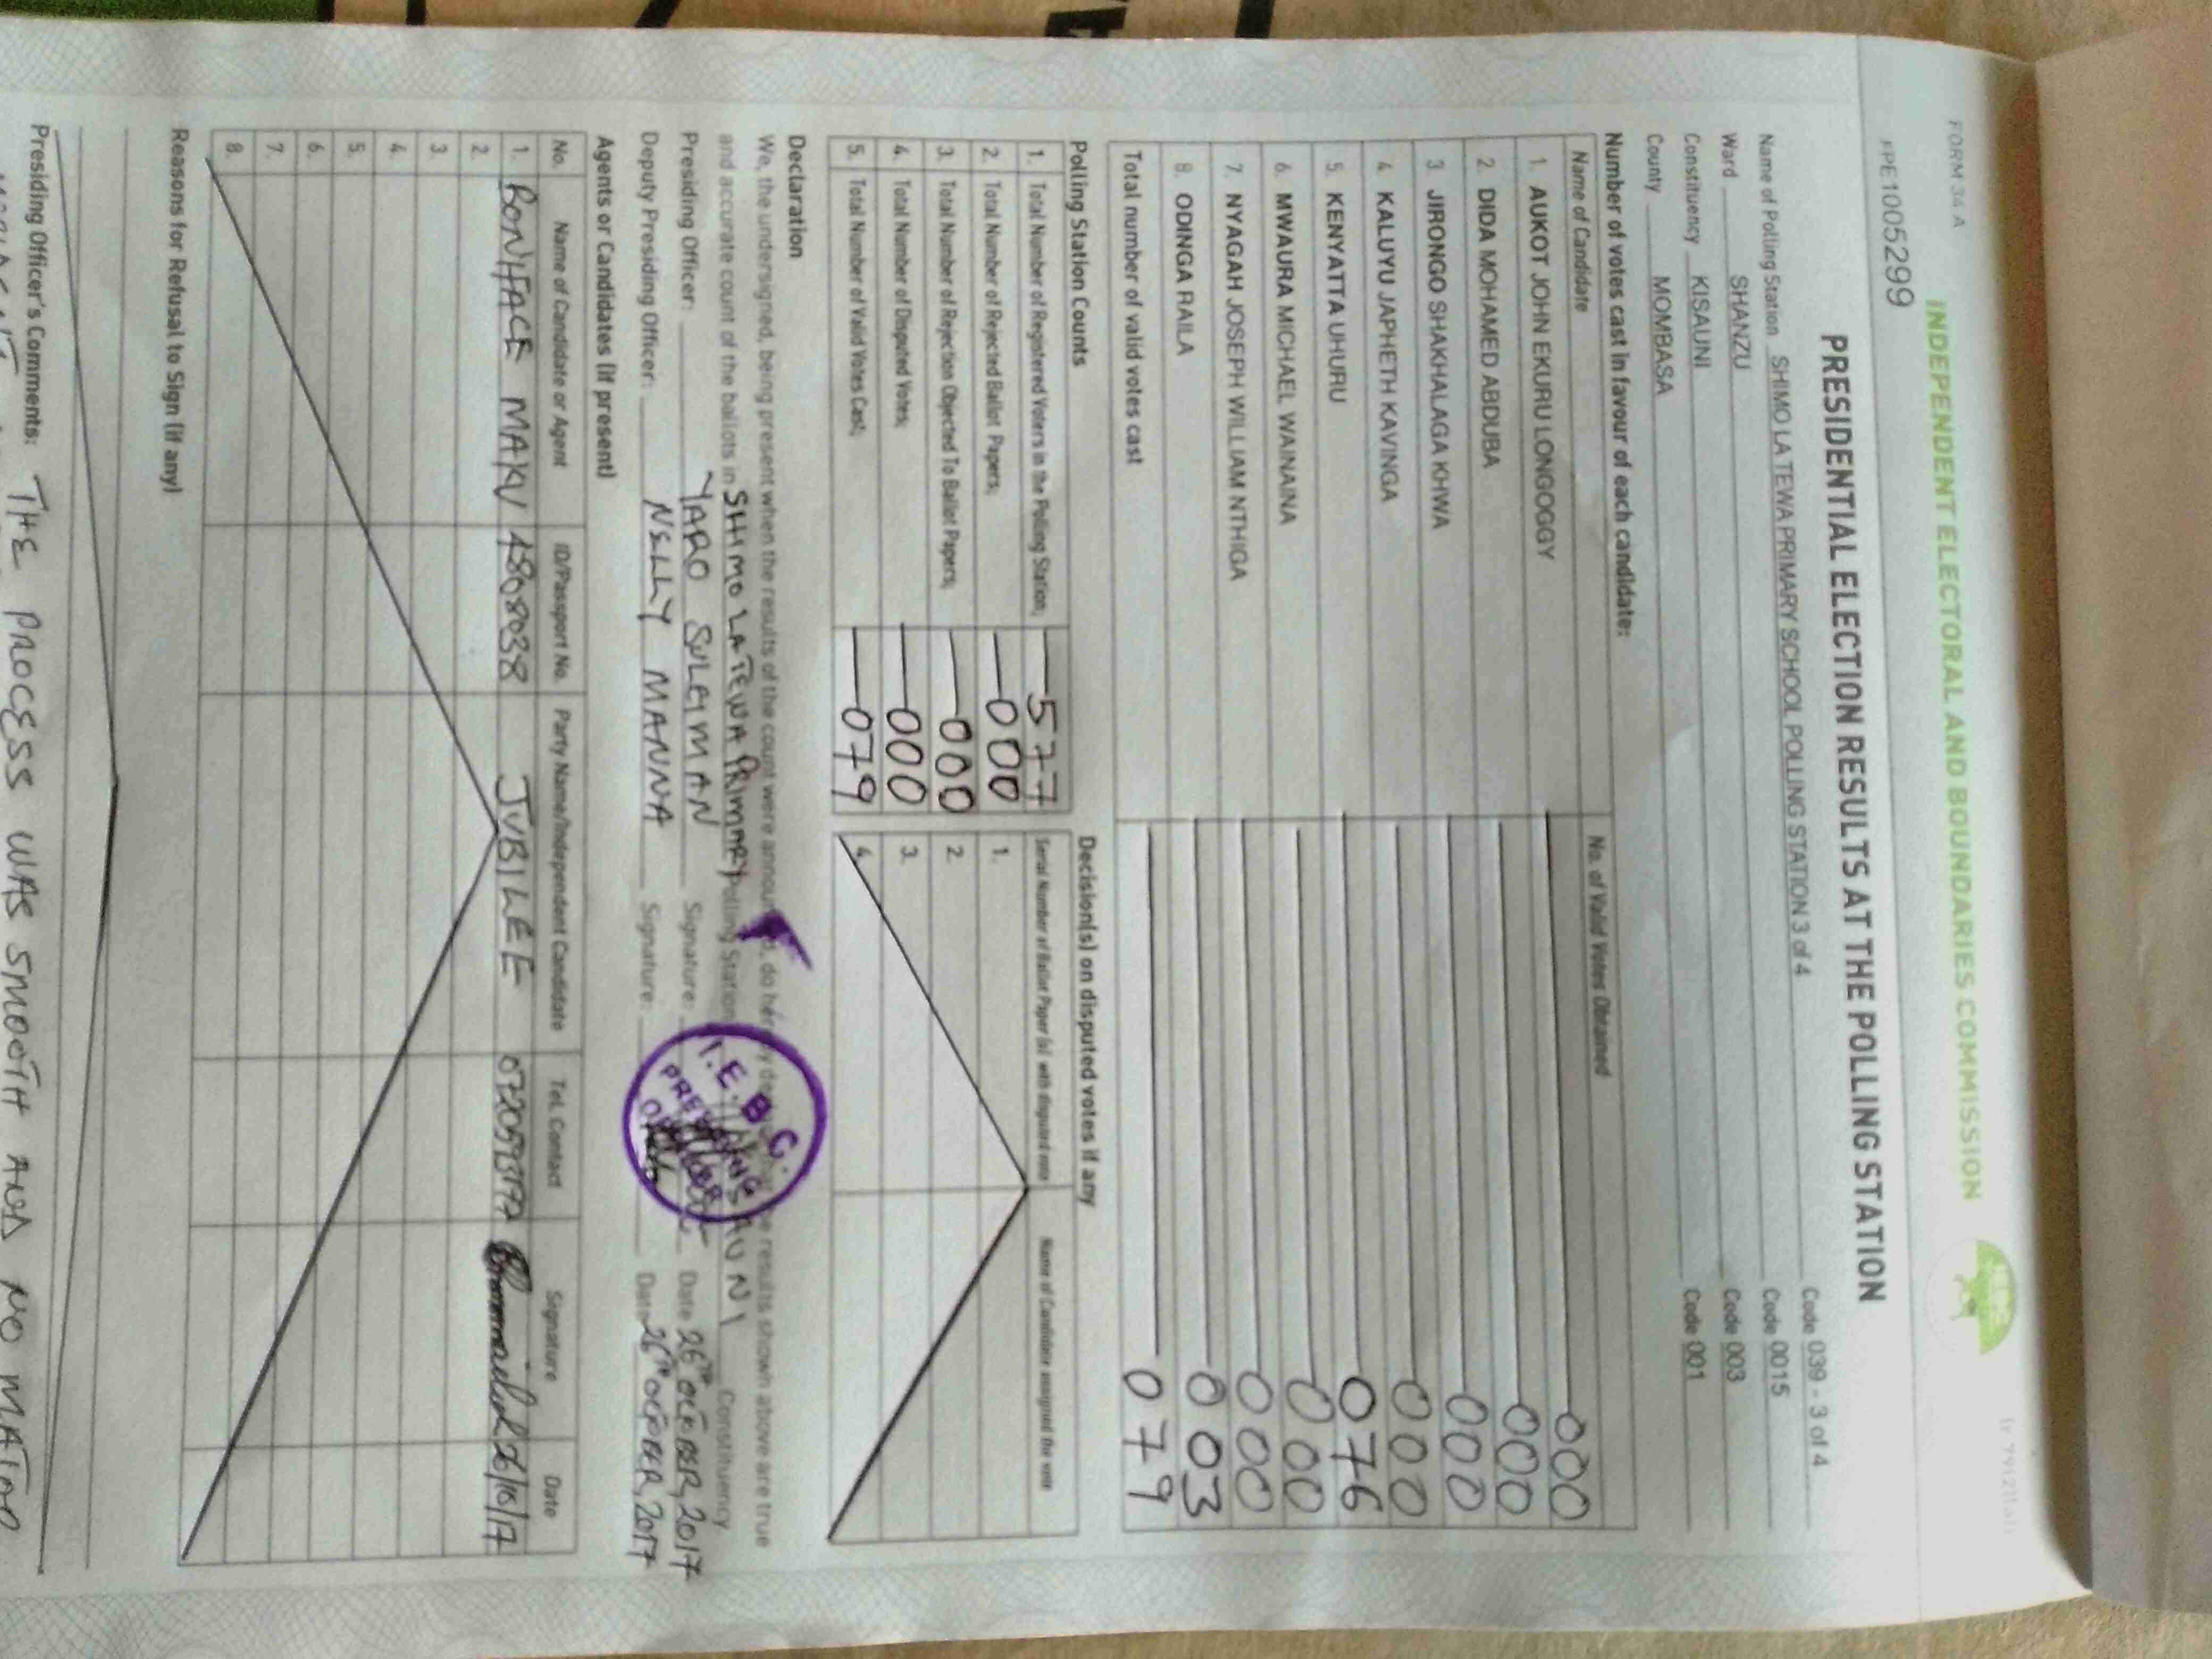 FORM 34 A
INDEPENDENT ELECTORAL AND BOUNDARIES COMMISSION
PE1005299
PRESIDENTIAL ELECTION RESULTS AT THE POLLING STATION
Code 039 - 3 of 4
Name of Polling Station SHIMO LA TEWA PRIMARY SCHOOL POLLING STATION 3 of 4 Code 0015
Ward SHANZU Code 003
Constituency KISAUNI Code 001
County MOMBASA
Number of votes cast in favour of each candidate:
Name of Candidate No. of Valid Votes Obtained
1. AUKOT JOHN EKURU LONGOGGY 000
2. DIDA MOHAMED ABDUBA 000
3 JIRONGO SHAKHALAGA KHWA 000
4 KALUYU JAPHETH KAVINGA 000
5 KENYATTA UHURU 076
6 MWAURA MICHAEL WAINAINA 000
7. NYAGAH JOSEPH WILLIAM NTHIGA 000
8. ODINGA RAILA 003
Total number of valid votes cast 079
Polling Station Counts
1. Total Number of Registered Voters in the Polling Station; 577
2. Total Number of Rejected Ballot Papers; 000
3. Total Number of Rejection Objected To Ballot Papers; 000
4. Total Number of Disputed Votes; 000
5. Total Number of Valid Votes Cast; 079
Decision(s) on disputed votes if any
Serial Number of Ballot Paper (s) with disputed vote Name of Candidate assigned the vote
1.
2.
3.
4.
Declaration
We, the undersigned, being present when the results of the count were announced, do hereby the results shown above are true
and accurate count of the ballots in SHIMO LA TEWA PRIMARY Polling Station KISAUNI Constituency
Presiding Officer: YARO SULEIMAN Signature: Date 26TH OCTOBER, 2017
Deputy Presiding Officer: NELLY MANNA Signature: Date 26TH OCTOBER, 2017
I.E.B.C.
PRESIDING
OFFICER
Agents or Candidates (if present)
No. Name of Candidate or Agent ID/Passport No. Party Name/Independent Candidate Tel. Contact Signature Date
1. BONIFACE MAKU JUBILEE 26/10/17
2.
3.
4.
5.
6.
7.
8.
Reasons for Refusal to Sign (if any)
Presiding Officer's Comments: THE PROCESS WAS SMOOTH AND NO